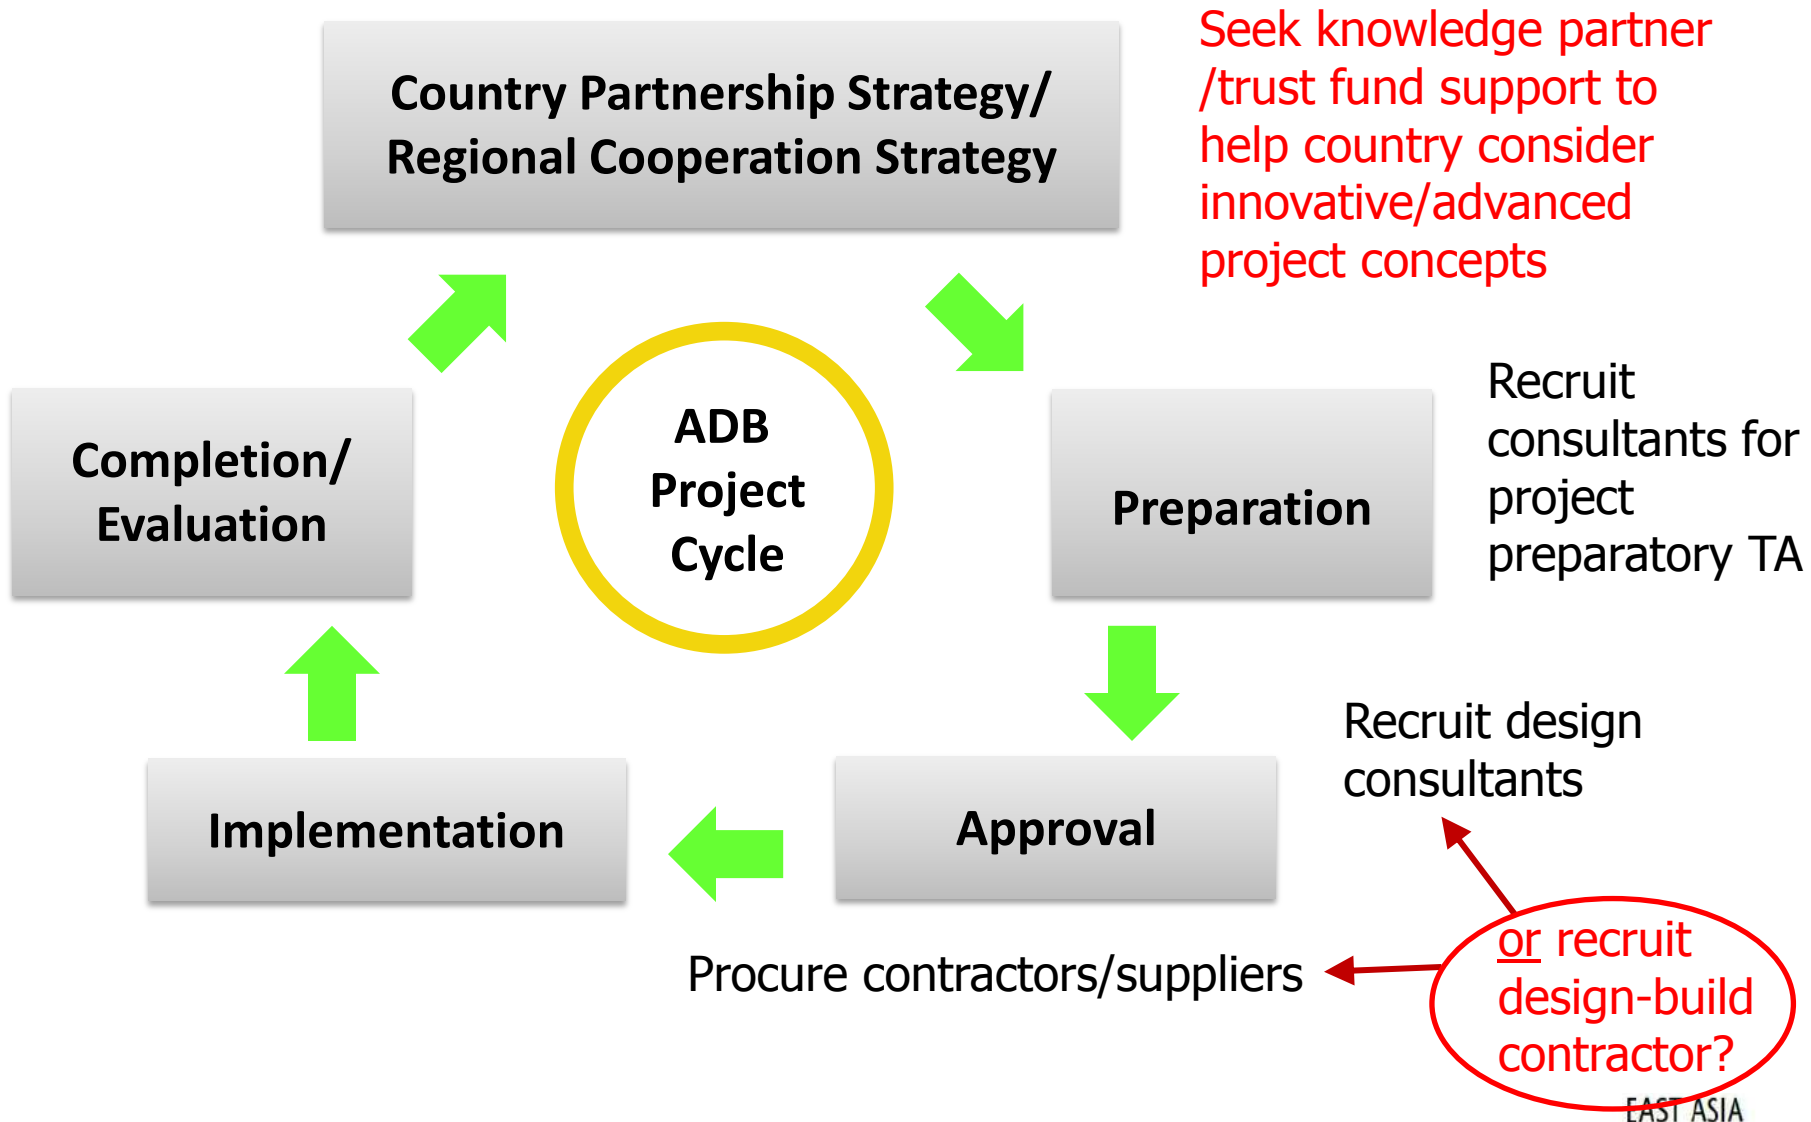 Country Partnership Strategy/
Regional Cooperation Strategy
Seek knowledge partner
/trust fund support to
help country consider
innovative/advanced
project concepts
Completion/
Evaluation
ADB
Project
Cycle
Preparation
Recruit
consultants for
project
preparatory TA
Implementation
Approval
Recruit design
consultants
Procure contractors/suppliers
or recruit
design-build
contractor?
EAST ASIA